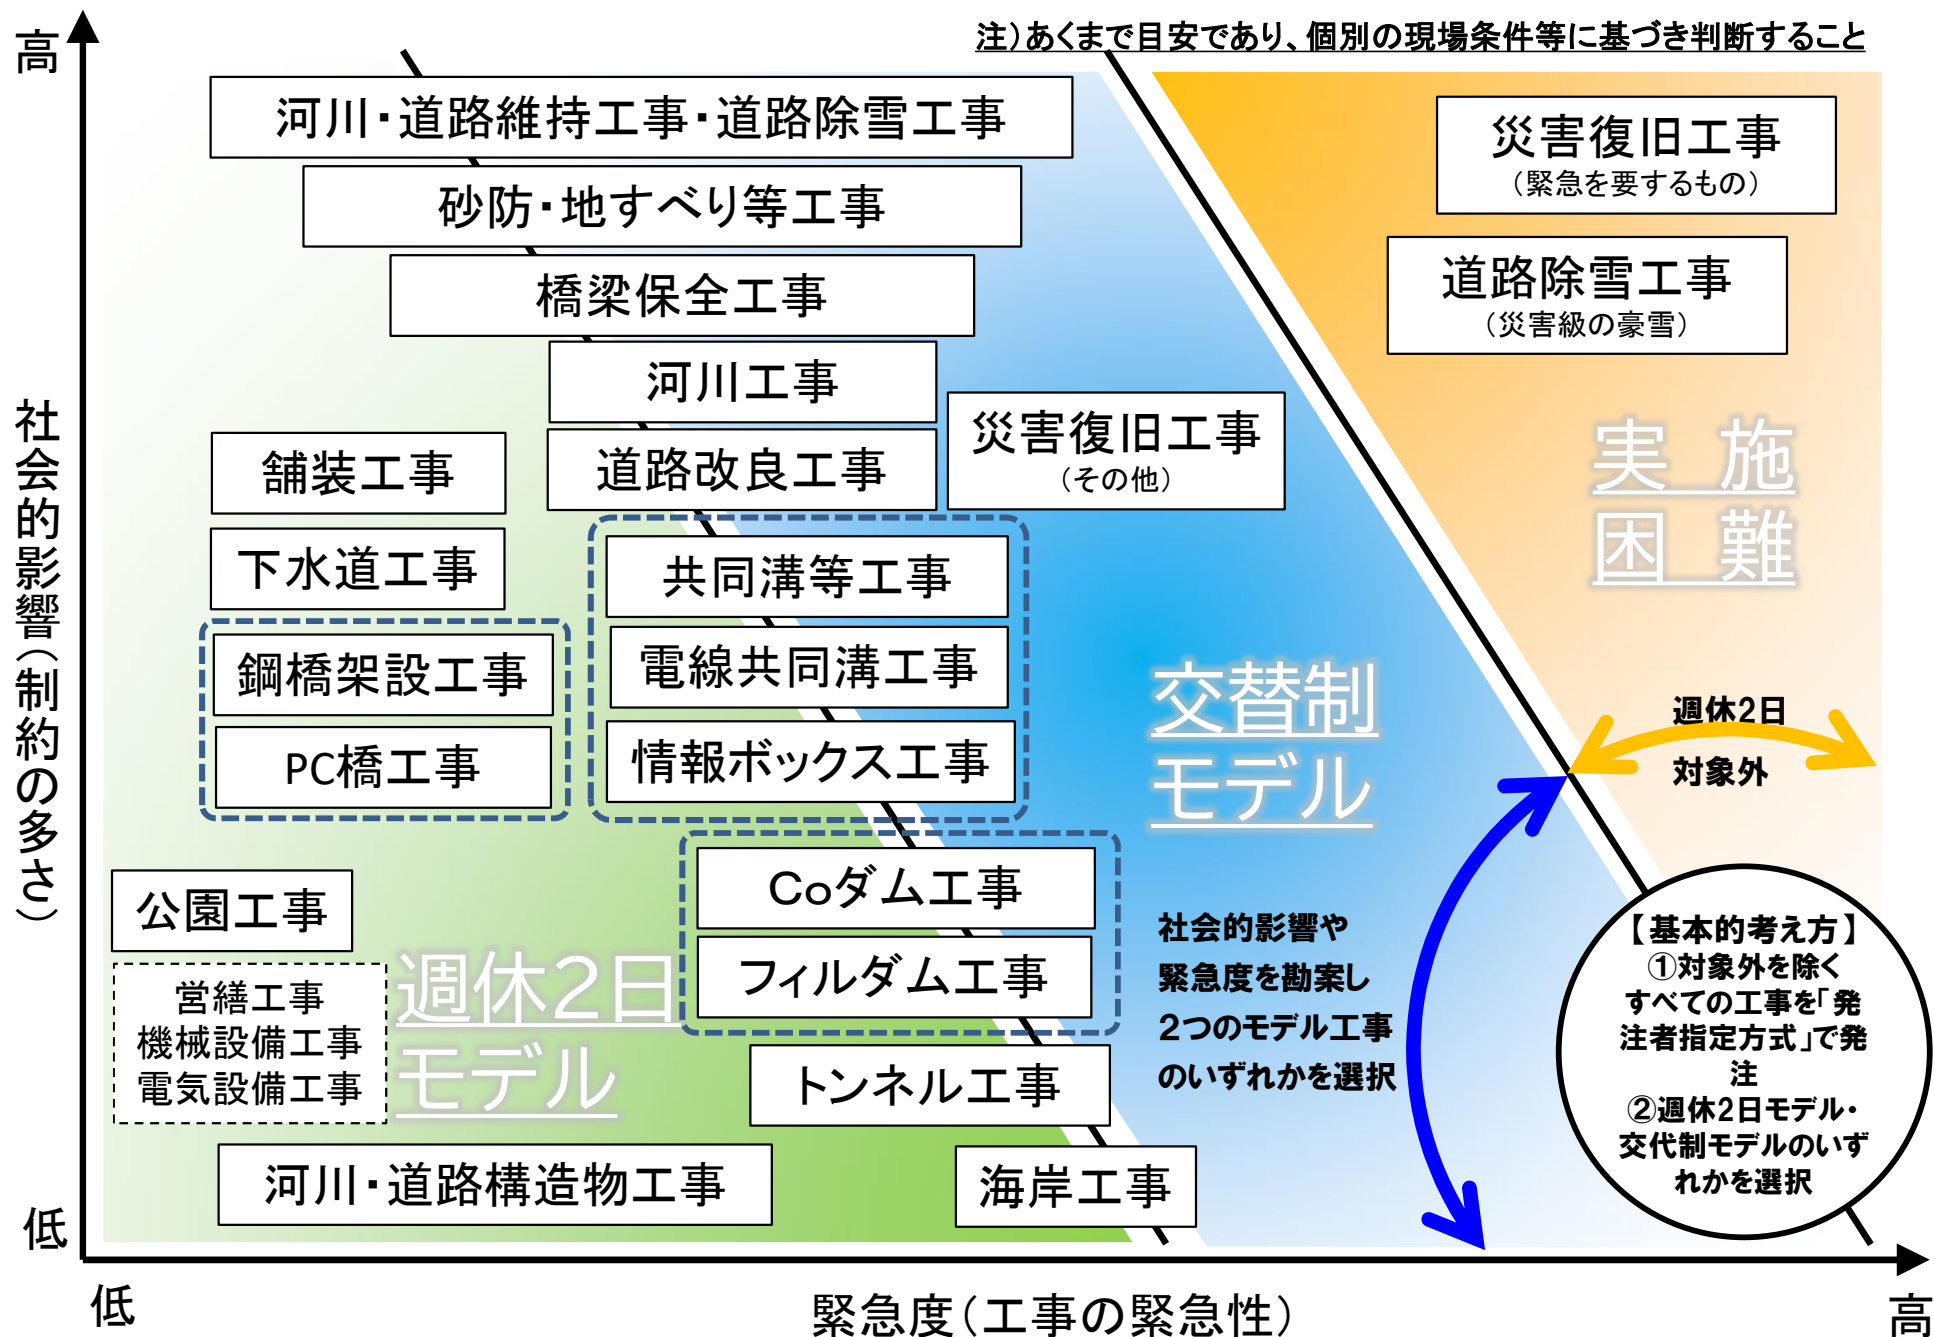 高
注）あくまで目安であり、個別の現場条件等に基づき判断すること
河川・道路維持工事・道路除雪工事
砂防・地すべり等工事
橋梁保全工事
河川工事
道路改良工事
災害復旧工事
（その他）
災害復旧工事
（緊急を要するもの）
道路除雪工事
（災害級の豪雪）
実　施
困　難
舗装工事
下水道工事
鋼橋架設工事
PC橋工事
共同溝等工事
電線共同溝工事
情報ボックス工事
交替制
モデル
週休2日
対象外
社会的影響（制約の多さ）
公園工事
営繕工事
機械設備工事
電気設備工事
週休2日
モデル
Coダム工事
フィルダム工事
トンネル工事
河川・道路構造物工事
海岸工事
社会的影響や
緊急度を勘案し
２つのモデル工事
のいずれかを選択
【基本的考え方】
①対象外を除く
すべての工事を「発
注者指定方式」で発
注
②週休2日モデル・
交代制モデルのいず
れかを選択
低
低
緊急度（工事の緊急性）
高